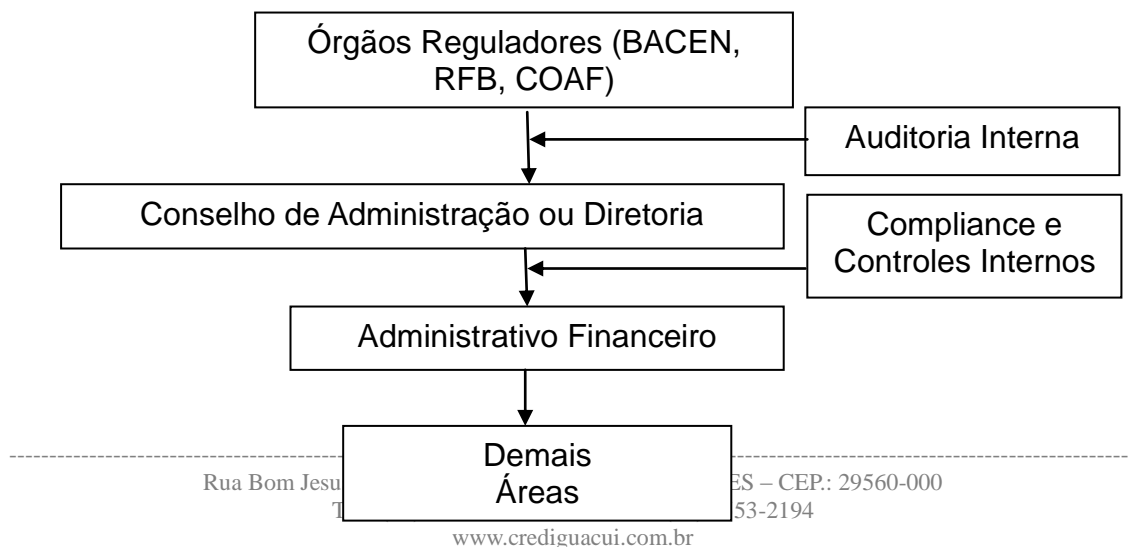 Órgãos Reguladores (BACEN,
RFB, COAF)
Auditoria Interna
Conselho de Administração ou Diretoria
Compliance e
Controles Internos
Administrativo Financeiro
Demais
Áreas
Rua Bom ES – CEP.: 29560-000
53-2194
www.crediguacui.com.br